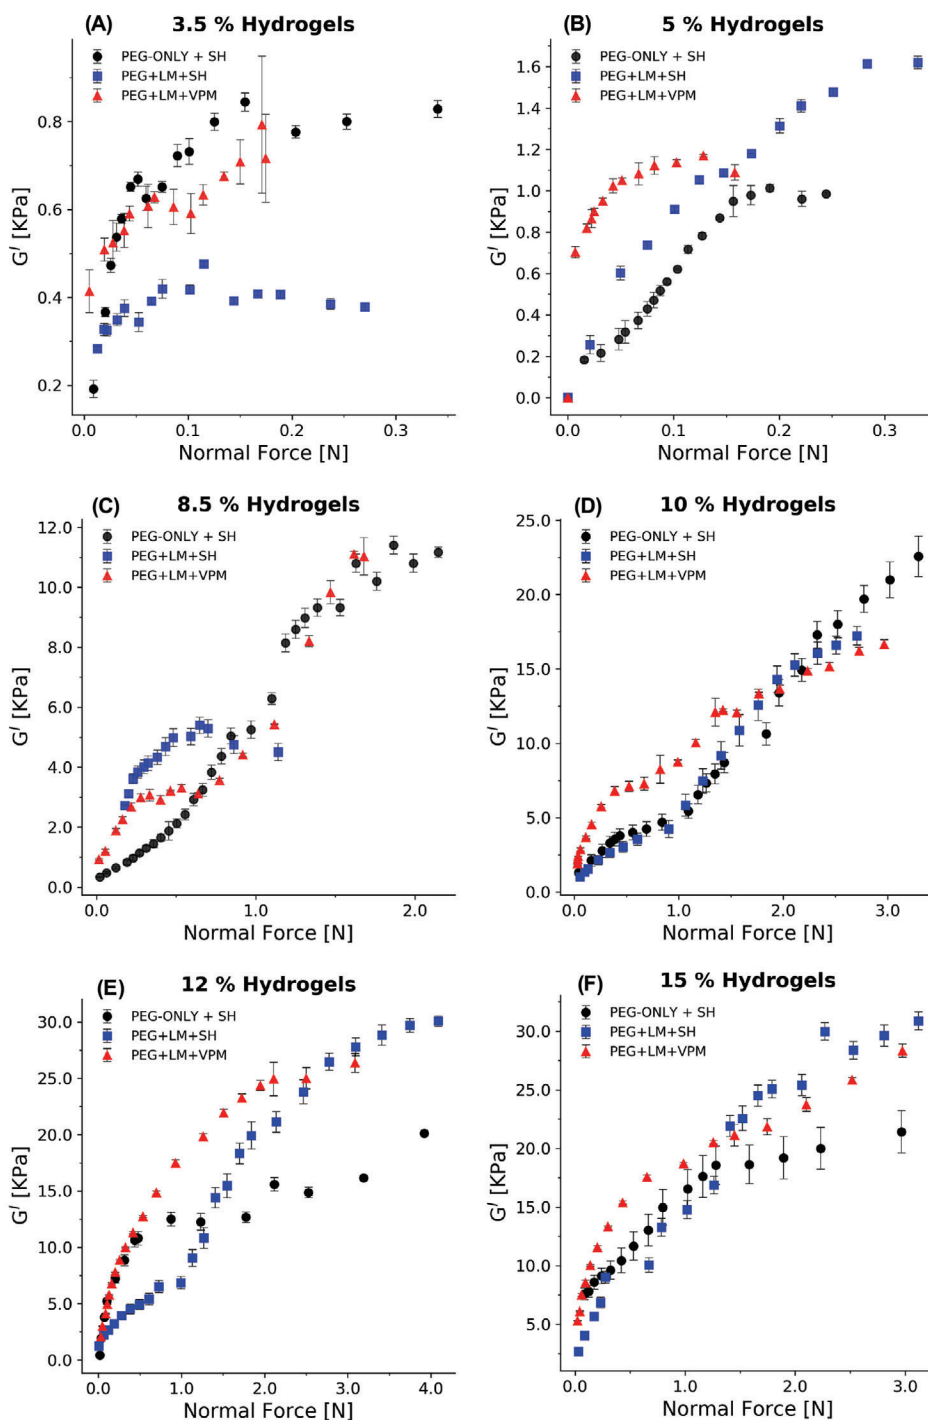 (A) 3.5 % Hydrogels
PEG-ONLY + SH
PEG+LM+SH
PEG+LM+VPM
G' [KPa]
0.8
0.6
0.4
0.2
0.0 0.1 0.2 0.3
Normal Force [N]
(B) 5 % Hydrogels
PEG-ONLY + SH
PEG+LM+SH
PEG+LM+VPM
G' [KPa]
1.6
1.4
1.2
1.0
0.8
0.6
0.4
0.2
0.0
0.0 0.1 0.2 0.3
Normal Force [N]
(C) 8.5 % Hydrogels
PEG-ONLY + SH
PEG+LM+SH
PEG+LM+VPM
G' [KPa]
12.0
10.0
8.0
6.0
4.0
2.0
0.0
0.0 1.0 2.0
Normal Force [N]
(D) 10 % Hydrogels
PEG-ONLY + SH
PEG+LM+SH
PEG+LM+VPM
G' [KPa]
25.0
20.0
15.0
10.0
5.0
0.0
0.0 1.0 2.0 3.0
Normal Force [N]
(E) 12 % Hydrogels
PEG-ONLY + SH
PEG+LM+SH
PEG+LM+VPM
G' [KPa]
30.0
25.0
20.0
15.0
10.0
5.0
0.0
0.0 1.0 2.0 3.0 4.0
Normal Force [N]
(F) 15 % Hydrogels
PEG-ONLY + SH
PEG+LM+SH
PEG+LM+VPM
G' [KPa]
30.0
25.0
20.0
15.0
10.0
5.0
0.0 1.0 2.0 3.0
Normal Force [N]